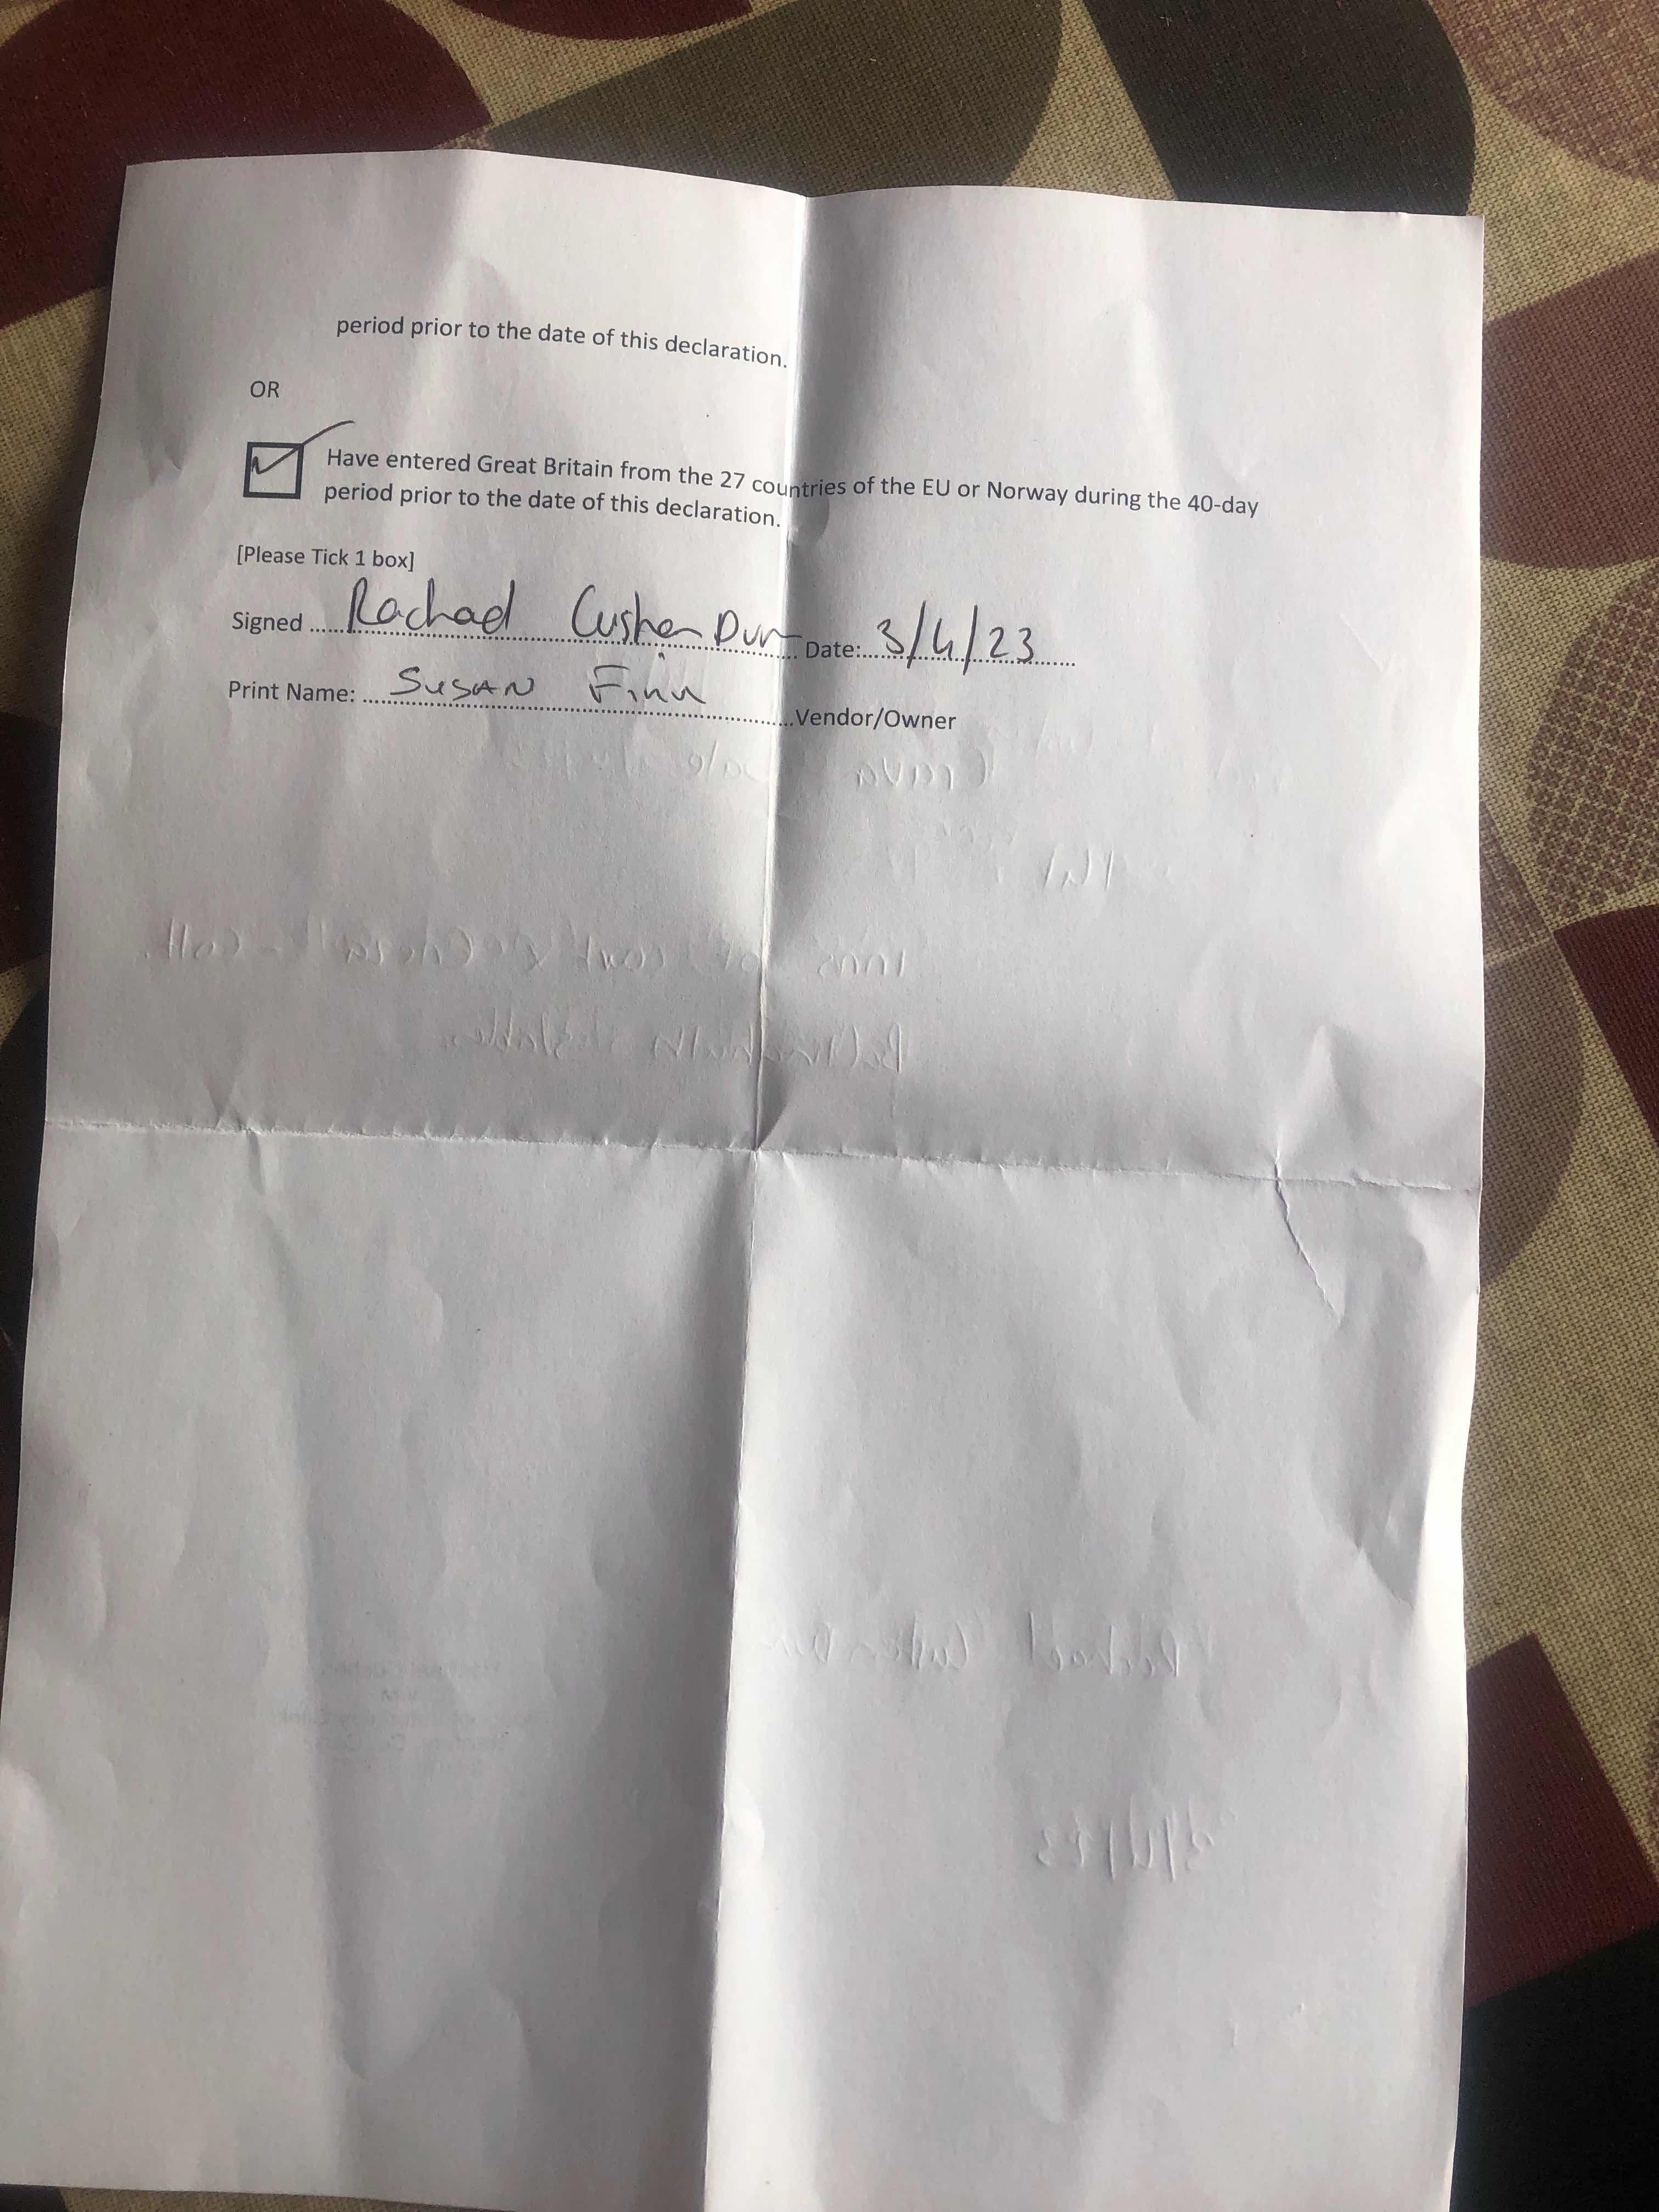 period prior to the date of this declaration.
OR
Have entered Great Britain from the 27 countries of the EU or Norway during the 40-day
period prior to the date of this declaration.
[Please Tick 1 box]
Signed Rachael Cushen Dun Date: 3/4/23
Print Name: SUSAN Finn Vendor/Owner